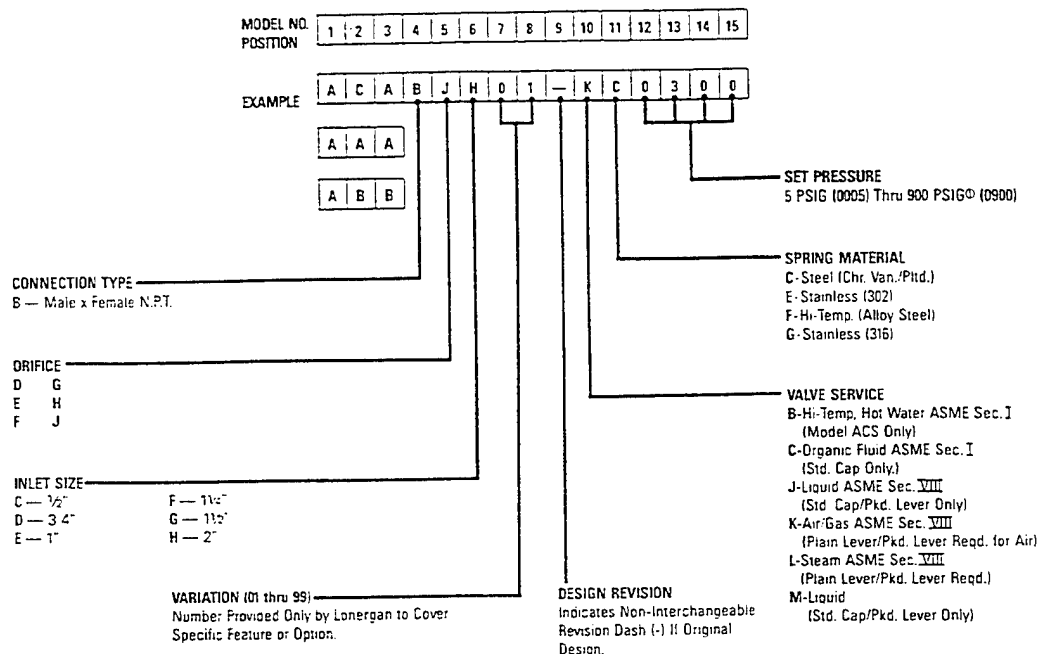 MODEL NO. POSITION 1 2 3 4 5 6 7 8 9 10 11 12 13 14 15
EXAMPLE A C A B J H 0 1 — K C 0 3 0 0
A A A
A B B
SET PRESSURE
5 PSIG (0005) Thru 900 PSIG① (0900)
SPRING MATERIAL
C-Steel (Chr. Van./Pltd.)
E-Stainless (302)
F-Hi-Temp. (Alloy Steel)
G-Stainless (316)
CONNECTION TYPE
B — Male x Female N.P.T.
ORIFICE
D G
E H
F J
VALVE SERVICE
B-Hi-Temp, Hot Water ASME Sec. I
(Model ACS Only)
C-Organic Fluid ASME Sec. I
(Std. Cap Only.)
J-Liquid ASME Sec. VIII
(Std. Cap/Pkd. Lever Only)
K-Air/Gas ASME Sec. VIII
(Plain Lever/Pkd. Lever Reqd. for Air)
L-Steam ASME Sec. VIII
(Plain Lever/Pkd. Lever Reqd.)
M-Liquid
(Std. Cap/Pkd. Lever Only)
INLET SIZE
C — ½"
D — 3 4"
E — 1"
F —
G — 1½"
H — 2"
VARIATION (01 thru 99)
Number Provided Only by Lonergan to Cover
Specific Feature or Option.
DESIGN REVISION
Indicates Non-Interchangeable
Revision Dash (-) If Original
Design.